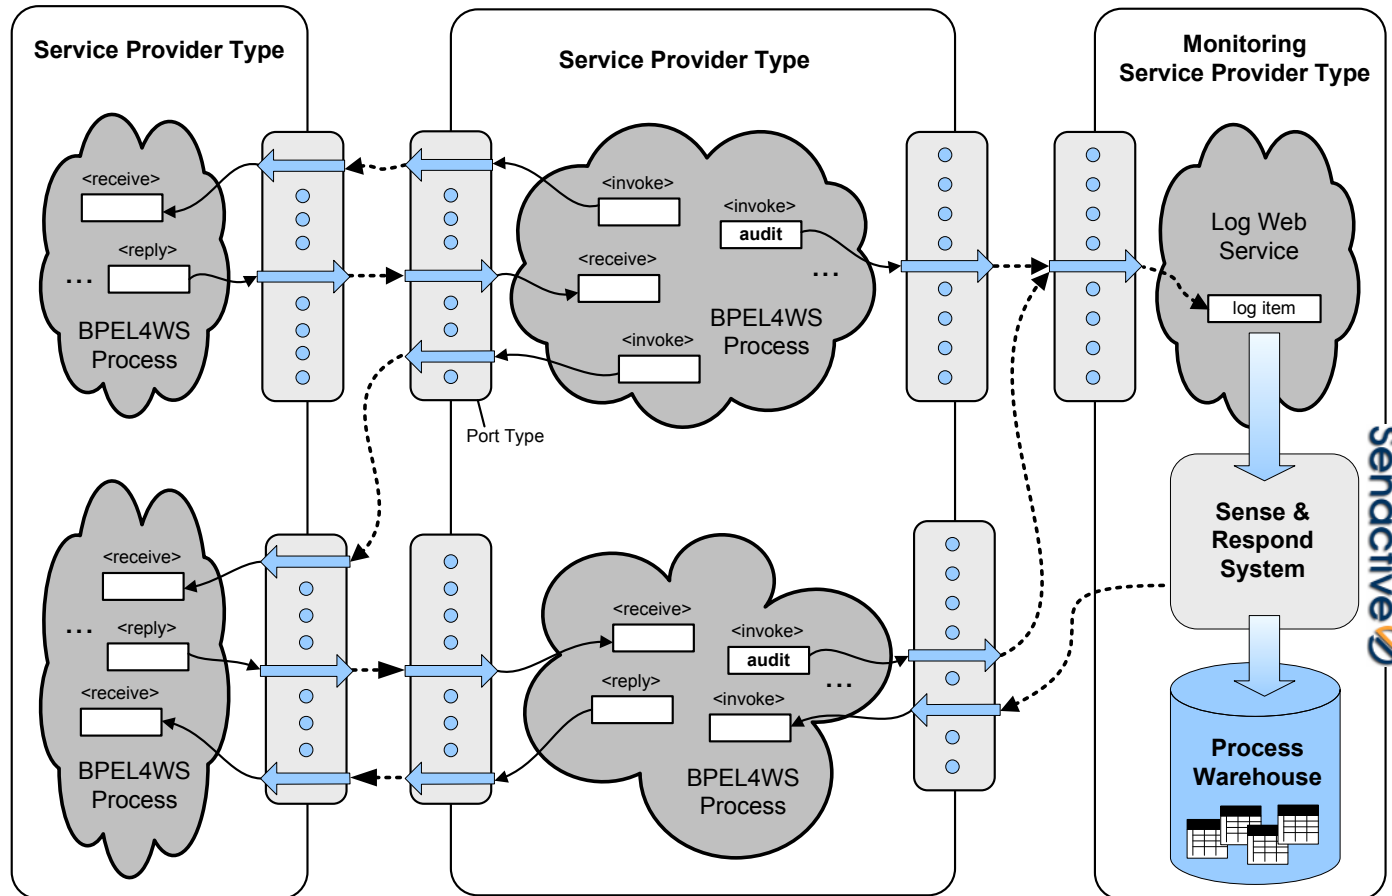 Service Provider Type
<receive>
<reply>
...
BPEL4WS
Process
<receive>
...
<reply>
<receive>
BPEL4WS
Process
Service Provider Type
<invoke>
<invoke>
audit
<receive>
...
BPEL4WS
Process
<invoke>
Port Type
<receive>
<invoke>
audit
<reply>
...
<invoke>
BPEL4WS
Process
Monitoring
Service Provider Type
Log Web
Service
log item
Sense &
Respond
System
Process
Warehouse
Senactive